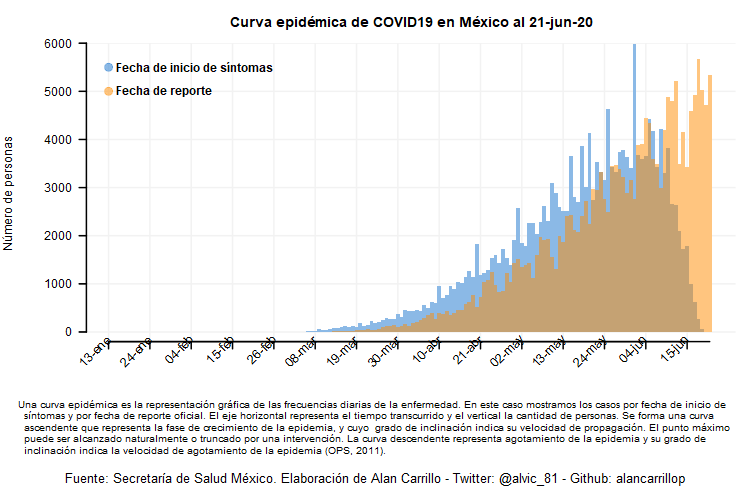 Curva epidémica de COVID19 en México al 21-jun-20
Fecha de inicio de síntomas
Fecha de reporte
Número de personas
6000
5000
4000
3000
2000
1000
0
13-ene
24-ene
04-feb
15-feb
26-feb
08-mar
19-mar
30-mar
10-abr
21-abr
02-may
13-may
24-may
04-jun
15-jun
Una curva epidémica es la representación gráfica de las frecuencias diarias de la enfermedad. En este caso mostramos los casos por fecha de inicio de
síntomas y por fecha de reporte oficial. El eje horizontal representa el tiempo transcurrido y el vertical la cantidad de personas. Se forma una curva
ascendente que representa la fase de crecimiento de la epidemia, y cuyo grado de inclinación indica su velocidad de propagación. El punto máximo
puede ser alcanzado naturalmente o truncado por una intervención. La curva descendente representa agotamiento de la epidemia y su grado de
inclinación indica la velocidad de agotamiento de la epidemia (OPS, 2011).
Fuente: Secretaría de Salud México. Elaboración de Alan Carrillo - Twitter: @alvic_81 - Github: alancarrillop